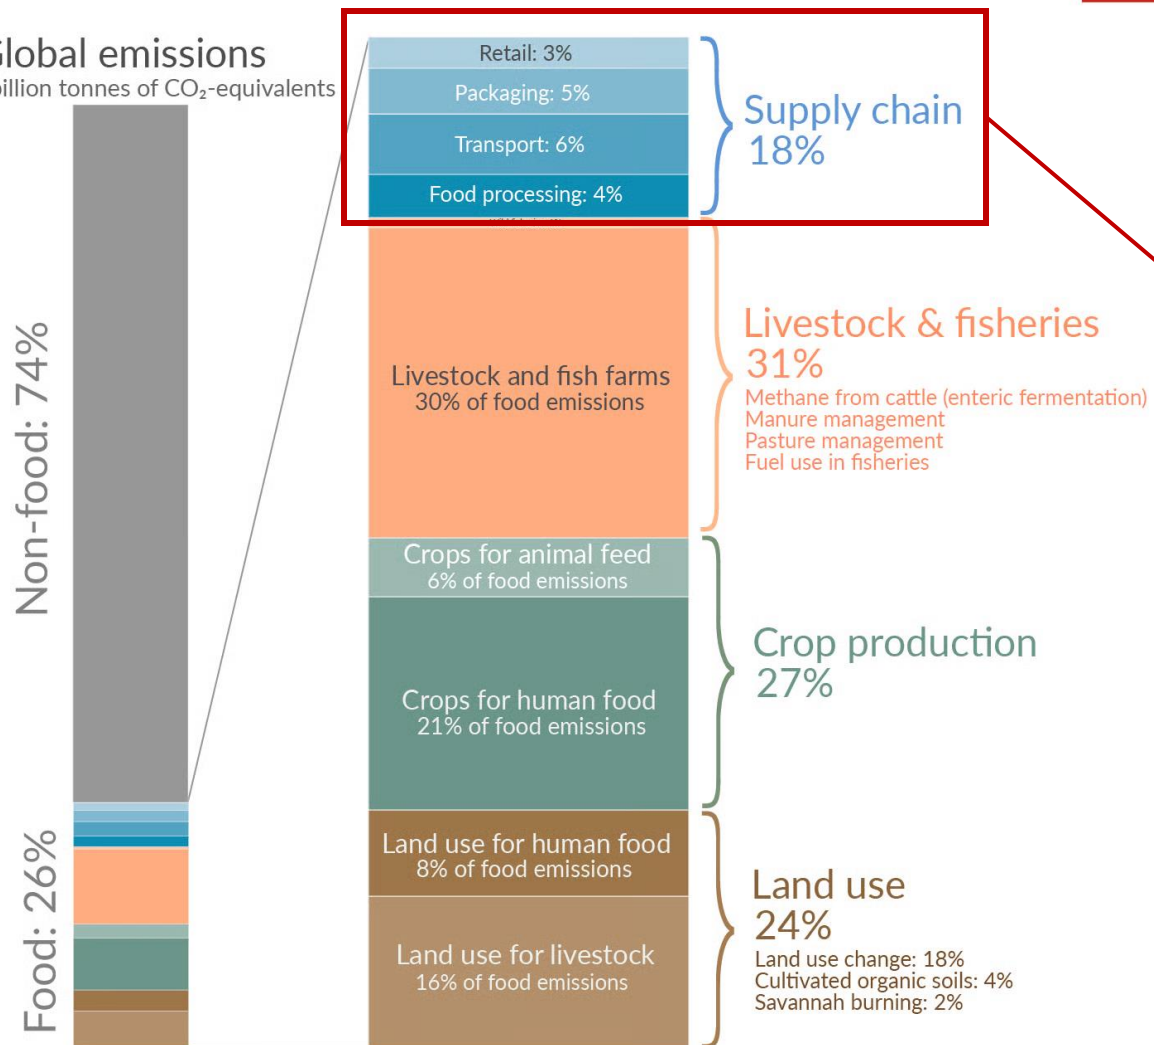 Global emissions
billion tonnes of CO₂-equivalents
Non-food: 74%
Food: 26%
Retail: 3%
Packaging: 5%
Transport: 6%
Food processing: 4%
Supply chain
18%
Livestock and fish farms
30% of food emissions
Livestock & fisheries
31%
Methane from cattle (enteric fermentation)
Manure management
Pasture management
Fuel use in fisheries
Crops for animal feed
6% of food emissions
Crops for human food
21% of food emissions
Crop production
27%
Land use for human food
8% of food emissions
Land use for livestock
16% of food emissions
Land use
24%
Land use change: 18%
Cultivated organic soils: 4%
Savannah burning: 2%